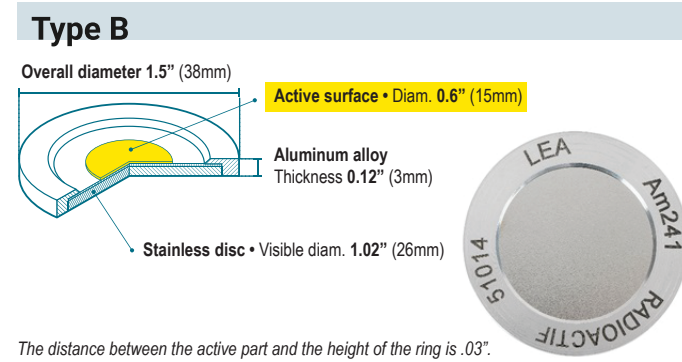 Type B
Overall diameter 1.5” (38mm)
Active surface • Diam. 0.6” (15mm)
Aluminum alloy
Thickness 0.12” (3mm)
Stainless disc • Visible diam. 1.02” (26mm)
LEA
Am241
RADIOACTIF
51014
The distance between the active part and the height of the ring is .03”.